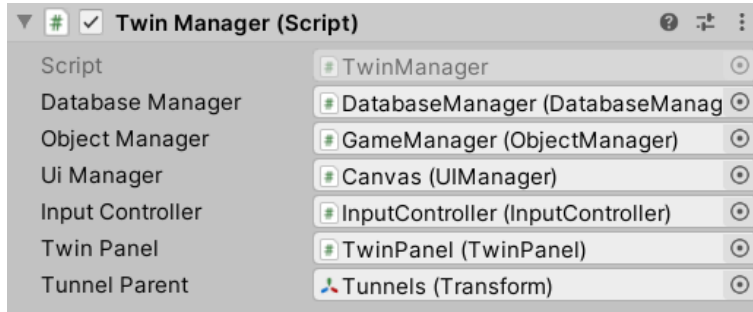 Twin Manager (Script)
Script # TwinManager
Database Manager # DatabaseManager (DatabaseManag
Object Manager # GameManager (ObjectManager)
Ui Manager # Canvas (UIManager)
Input Controller # InputController (InputController)
Twin Panel # TwinPanel (TwinPanel)
Tunnel Parent Tunnels (Transform)